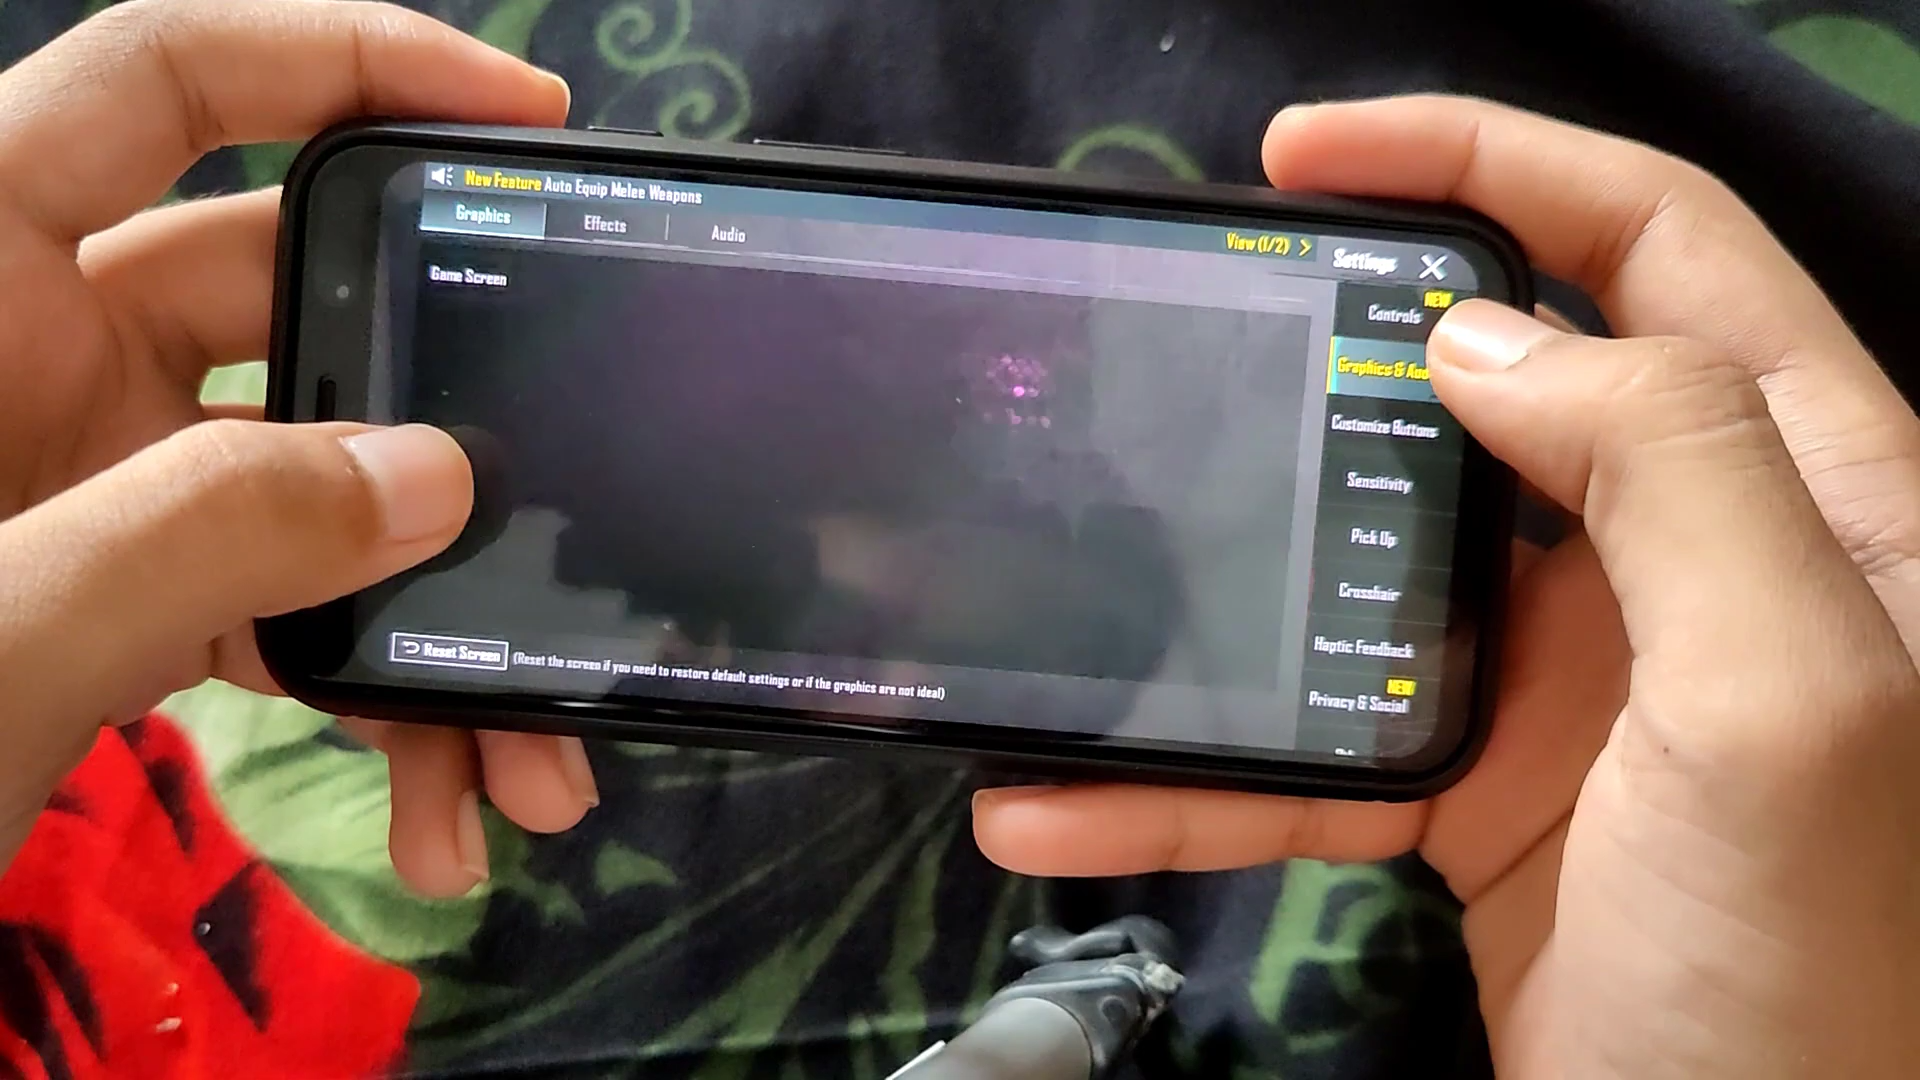 New Feature Auto Equip Melee Weapons
Graphics
Effects
Audio
View (1/2) >
Settings
Game Screen
NEW
Controls
Graphics &
Customize Buttons
Sensitivity
Pick Up
Crosshair
Haptic Feedback
NEW
Privacy & Social
Reset Screen
(Reset the screen if you need to restore default settings or if the graphics are not ideal)